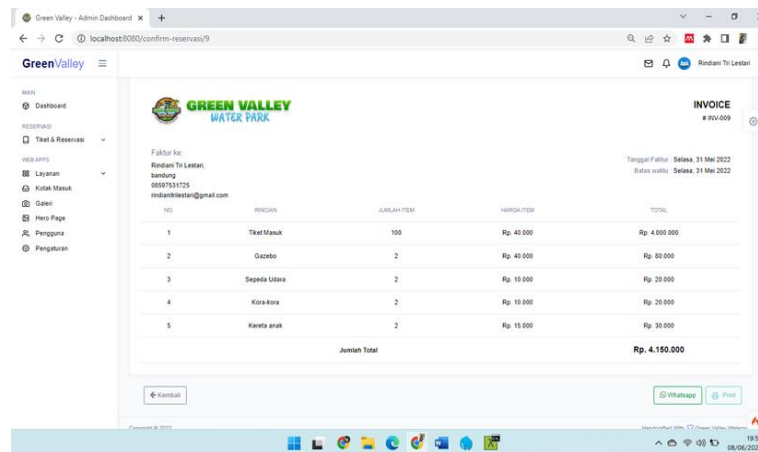 Green Valley - Admin Dashboard
localhost:8080/confirm-reservasi/9
GreenValley
Rindiani Tri Lestari
MAIN
Dashboard
RESERVASI
Tiket & Reservasi
WEB APPS
Layanan
Kotak Masuk
Galeri
Hero Page
Pengguna
Pengaturan
GREEN VALLEY
WATER PARK
INVOICE
# INV-009
Faktur ke:
Rindiani Tri Lestari,
bandung
08597531725
rindianitrilestari@gmail.com
Tanggal Faktur : Selasa, 31 Mei 2022
Batas waktu : Selasa, 31 Mei 2022
NO. RINCIAN JUMLAH ITEM HARGA ITEM TOTAL
1 Tiket Masuk 100 Rp. 40.000 Rp. 4.000.000
2 Gazebo 2 Rp. 40.000 Rp. 80.000
3 Sepeda Udara 2 Rp. 10.000 Rp. 20.000
4 Kora-kora 2 Rp. 10.000 Rp. 20.000
5 Kereta anak 2 Rp. 15.000 Rp. 30.000
Jumlah Total Rp. 4.150.000
Kembali
Whatsapp
Print
Copyright © 2022
Green Valley
19:5
08/06/202